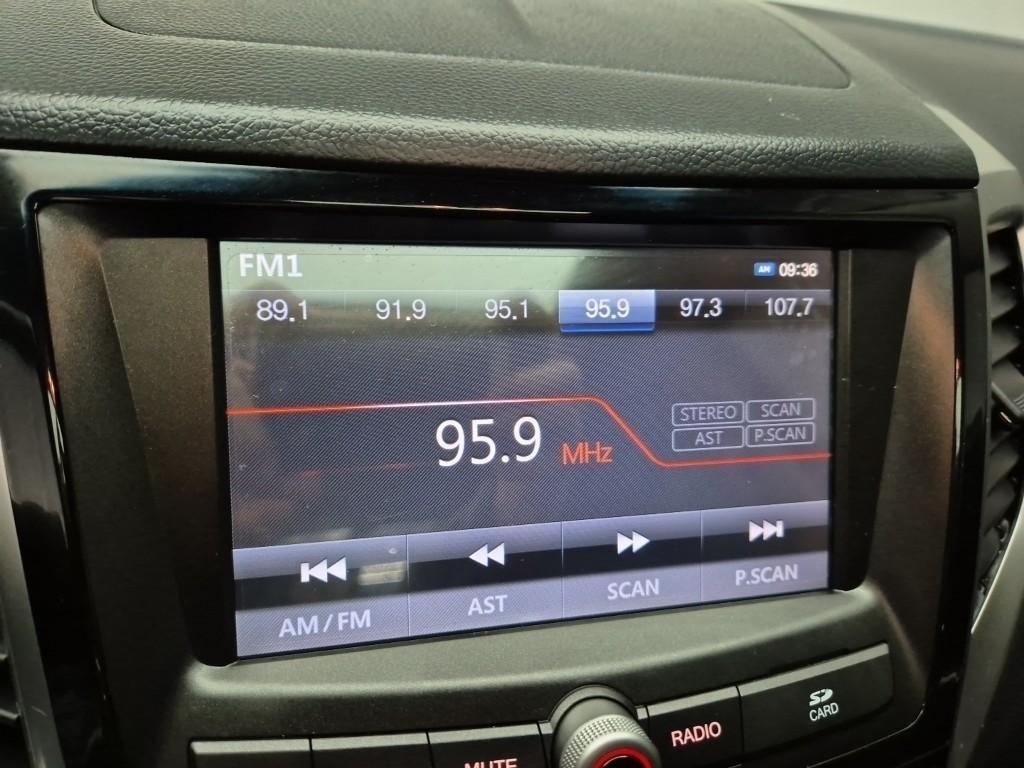 FM1 AM 09:36
89.1 91.9 95.1 95.9 97.3 107.7
95.9 MHz
STEREO SCAN
AST P.SCAN
AM/FM AST SCAN P.SCAN
MUTE RADIO SD CARD